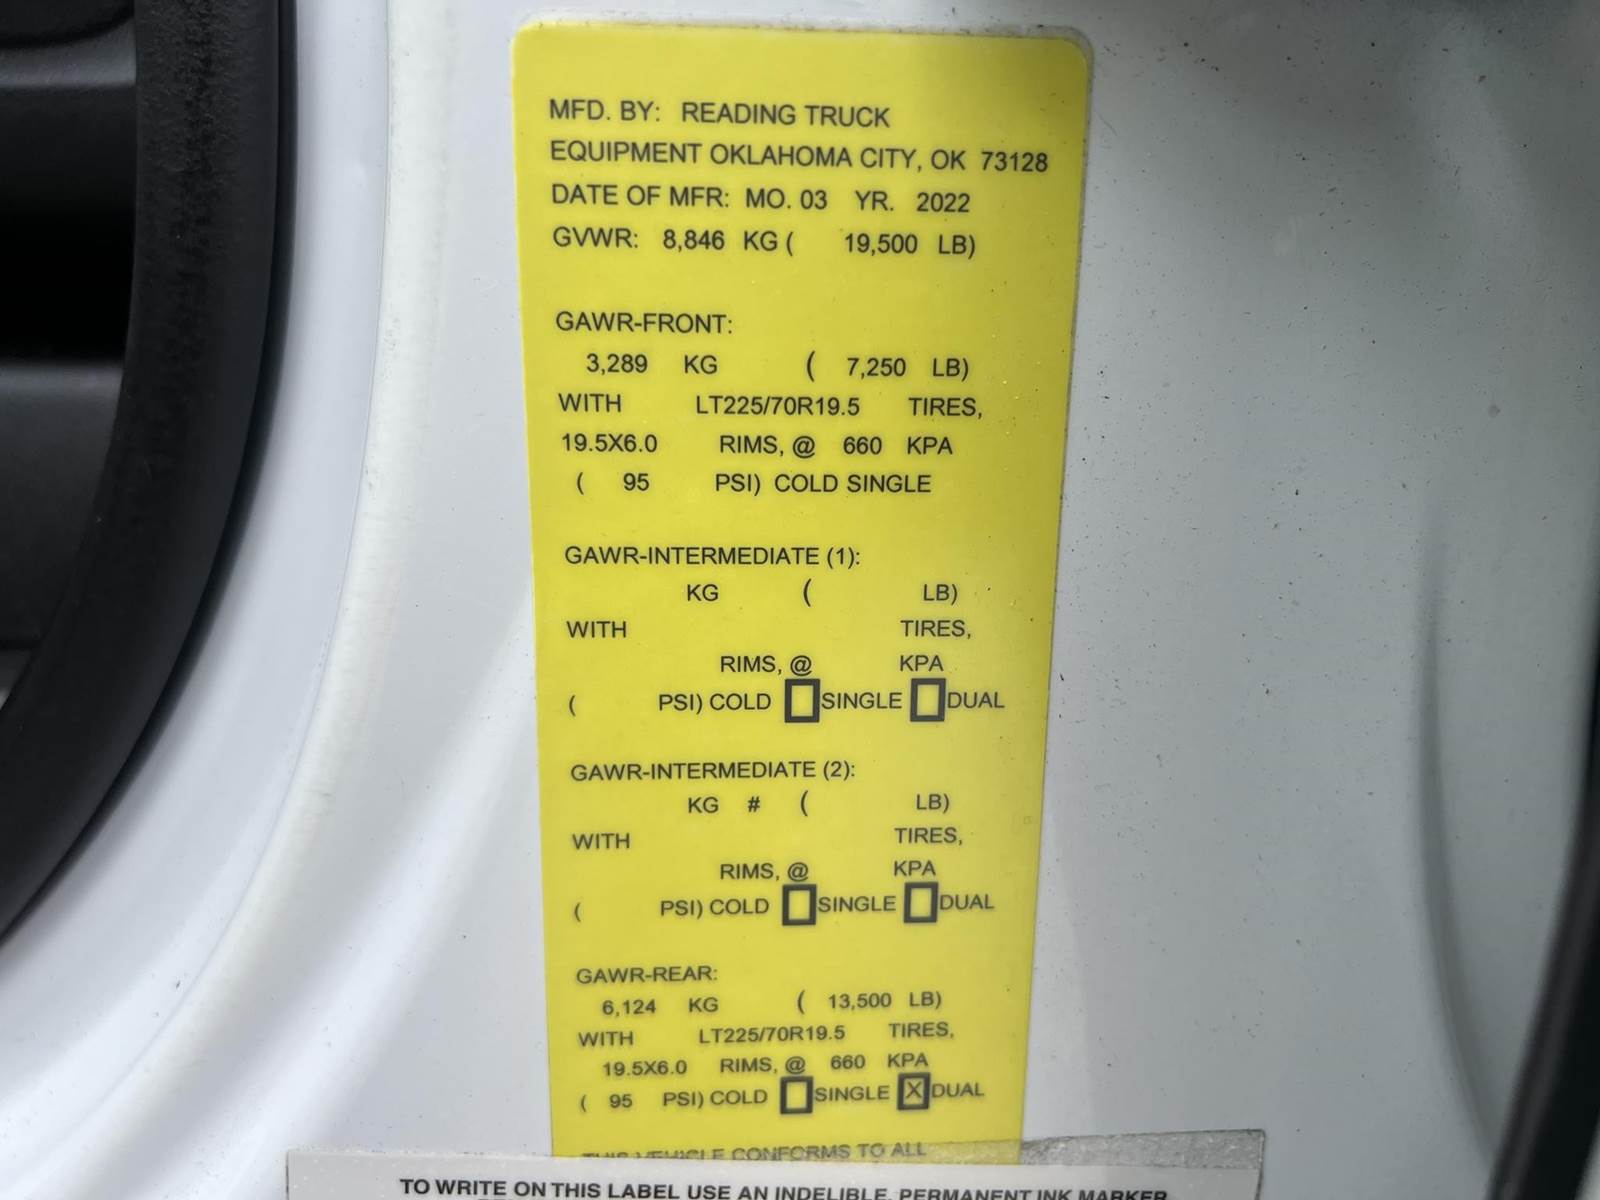 MFD. BY: READING TRUCK
EQUIPMENT OKLAHOMA CITY, OK 73128
DATE OF MFR: MO. 03 YR. 2022
GVWR: 8,846 KG ( 19,500 LB)
GAWR-FRONT:
3,289 KG ( 7,250 LB)
WITH LT225/70R19.5 TIRES,
19.5X6.0 RIMS, @ 660 KPA
( 95 PSI) COLD SINGLE
GAWR-INTERMEDIATE (1):
KG ( LB)
WITH TIRES,
RIMS, @ KPA
( PSI) COLD SINGLE DUAL
GAWR-INTERMEDIATE (2):
KG # ( LB)
WITH TIRES,
RIMS, @ KPA
( PSI) COLD SINGLE DUAL
GAWR-REAR:
6,124 KG ( 13,500 LB)
WITH LT225/70R19.5 TIRES,
19.5X6.0 RIMS, @ 660 KPA
( 95 PSI) COLD SINGLE X DUAL
THIS VEHICLE CONFORMS TO ALL
TO WRITE ON THIS LABEL USE AN INDELIBLE, PERMANENT INK MARKER